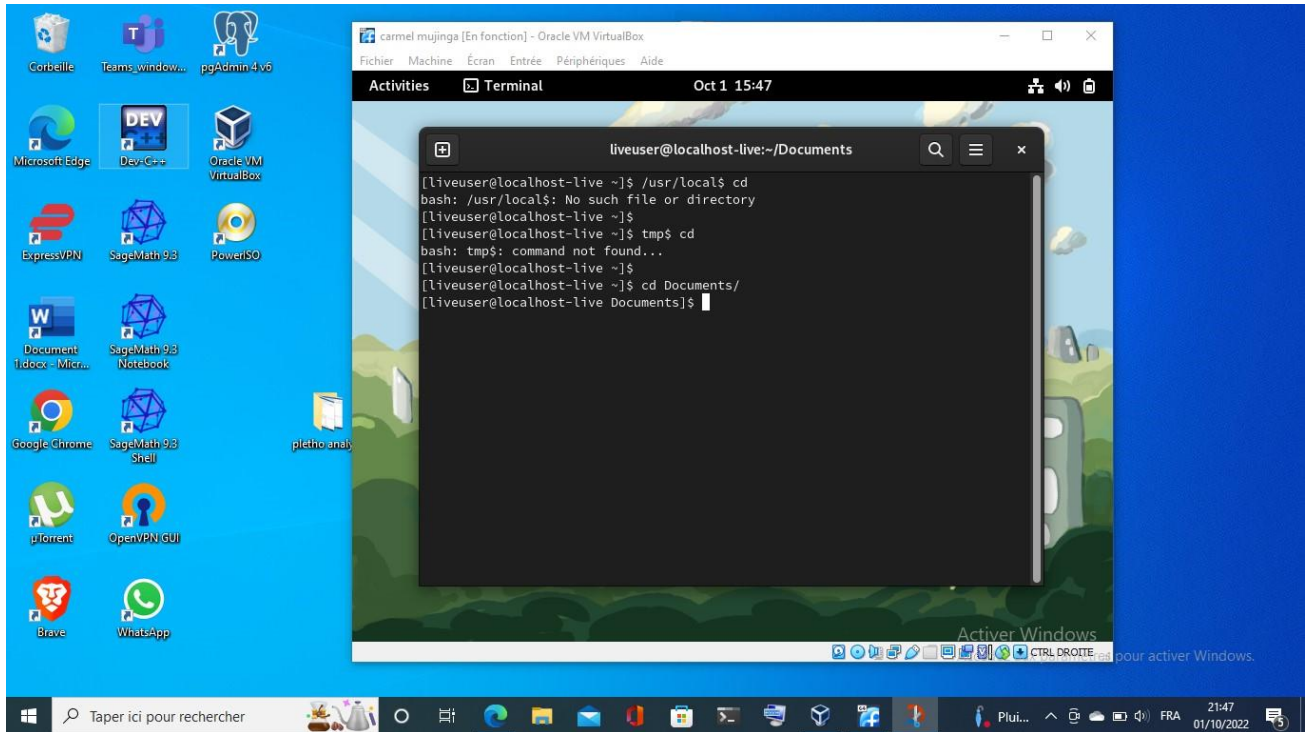 Corbeille
Teams_window...
pgAdmin 4 v6
Microsoft Edge
DEV
C++
Dev-C++
Oracle VM
VirtualBox
ExpressVPN
SageMath 9.3
PowerISO
W
Document
1.docx - Micr...
SageMath 9.3
Notebook
Google Chrome
SageMath 9.3
Shell
pletho analy
µTorrent
OpenVPN GUI
Brave
WhatsApp
carmel mujinga [En fonction] - Oracle VM VirtualBox
Fichier Machine Écran Entrée Périphériques Aide
Activities Terminal Oct 1 15:47
liveuser@localhost-live:~/Documents
[liveuser@localhost-live ~]$ /usr/local$ cd
bash: /usr/local$: No such file or directory
[liveuser@localhost-live ~]$
[liveuser@localhost-live ~]$ tmp$ cd
bash: tmp$: command not found...
[liveuser@localhost-live ~]$
[liveuser@localhost-live ~]$ cd Documents/
[liveuser@localhost-live Documents]$
Activer Windows
pour activer Windows.
CTRL DROITE
Taper ici pour rechercher
Plui...
FRA
21:47
01/10/2022
5